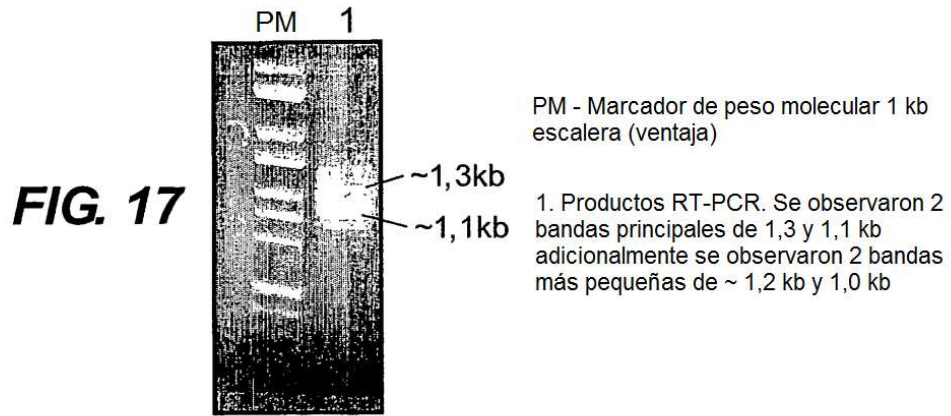 PM 1
FIG. 17
~1,3kb
~1,1kb
PM - Marcador de peso molecular 1 kb
escalera (ventaja)
1. Productos RT-PCR. Se observaron 2
bandas principales de 1,3 y 1,1 kb
adicionalmente se observaron 2 bandas
más pequeñas de ~ 1,2 kb y 1,0 kb